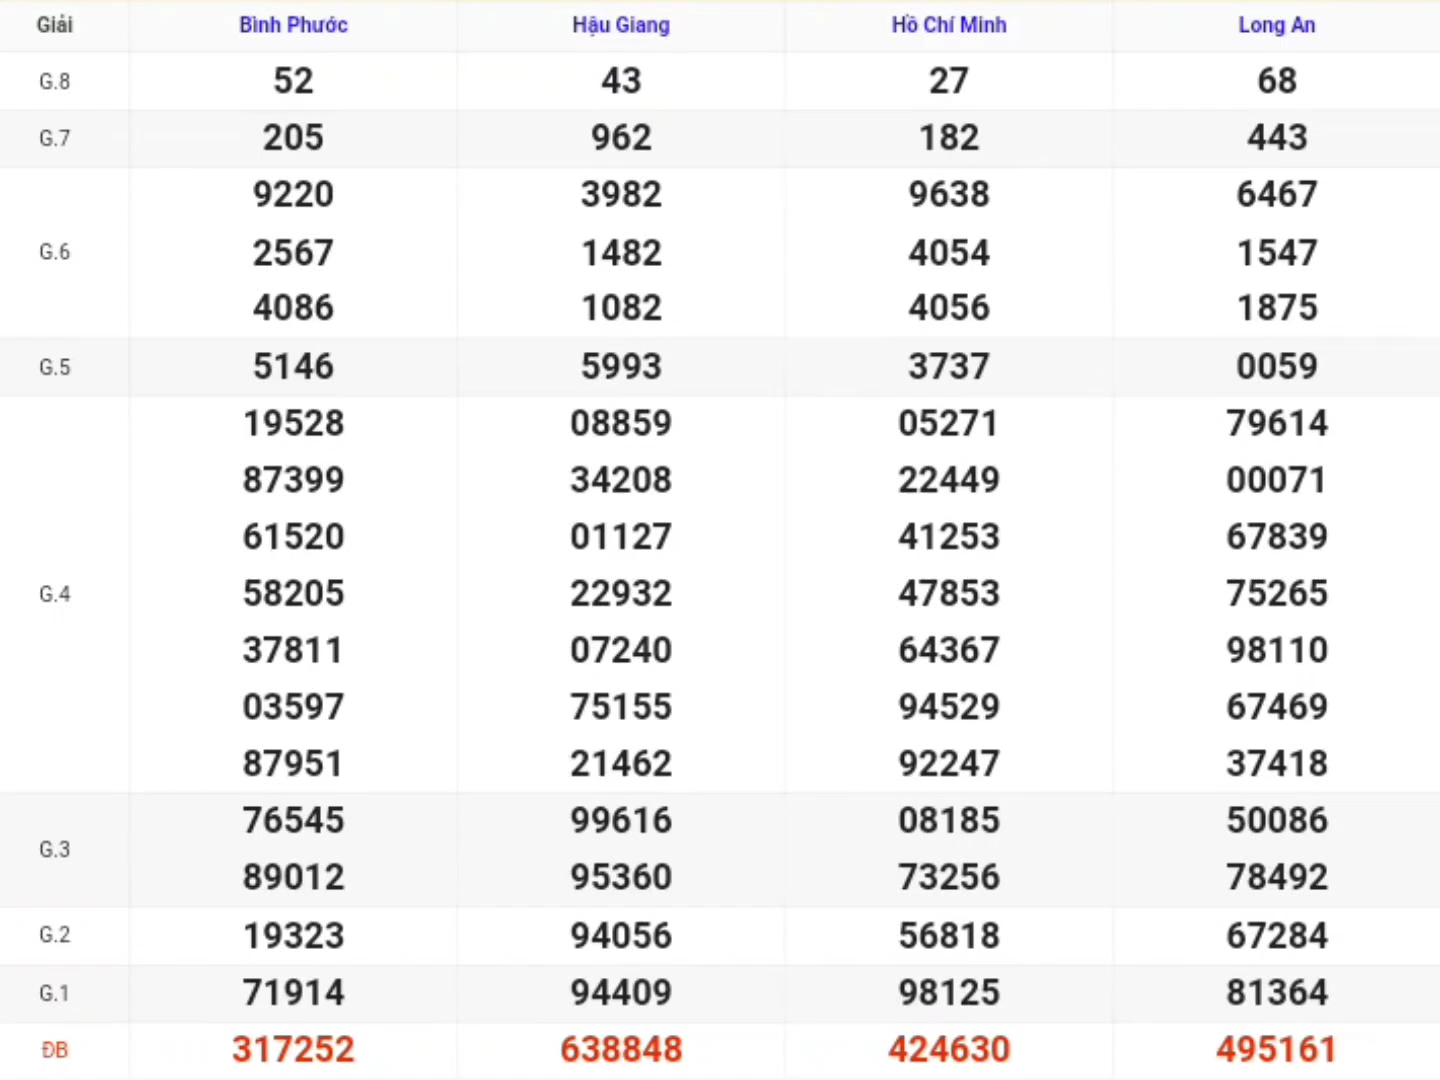 Giải Bình Phước Hậu Giang Hồ Chí Minh Long An
G.8 52 43 27 68
G.7 205 962 182 443
9220 3982 9638 6467
G.6 2567 1482 4054 1547
4086 1082 4056 1875
G.5 5146 5993 3737 0059
19528 08859 05271 79614
87399 34208 22449 00071
61520 01127 41253 67839
G.4 58205 22932 47853 75265
37811 07240 64367 98110
03597 75155 94529 67469
87951 21462 92247 37418
76545 99616 08185 50086
G.3
89012 95360 73256 78492
G.2 19323 94056 56818 67284
G.1 71914 94409 98125 81364
ĐB 317252 638848 424630 495161